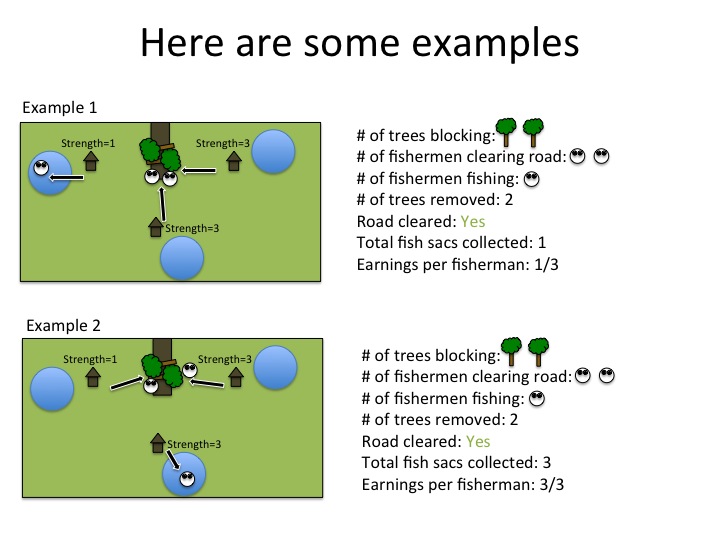 Here are some examples
Example 1
Strength=1
Strength=3
Strength=3
# of trees blocking:
# of fishermen clearing road:
# of fishermen fishing:
# of trees removed: 2
Road cleared: Yes
Total fish sacs collected: 1
Earnings per fisherman: 1/3
Example 2
Strength=1
Strength=3
Strength=3
# of trees blocking:
# of fishermen clearing road:
# of fishermen fishing:
# of trees removed: 2
Road cleared: Yes
Total fish sacs collected: 3
Earnings per fisherman: 3/3